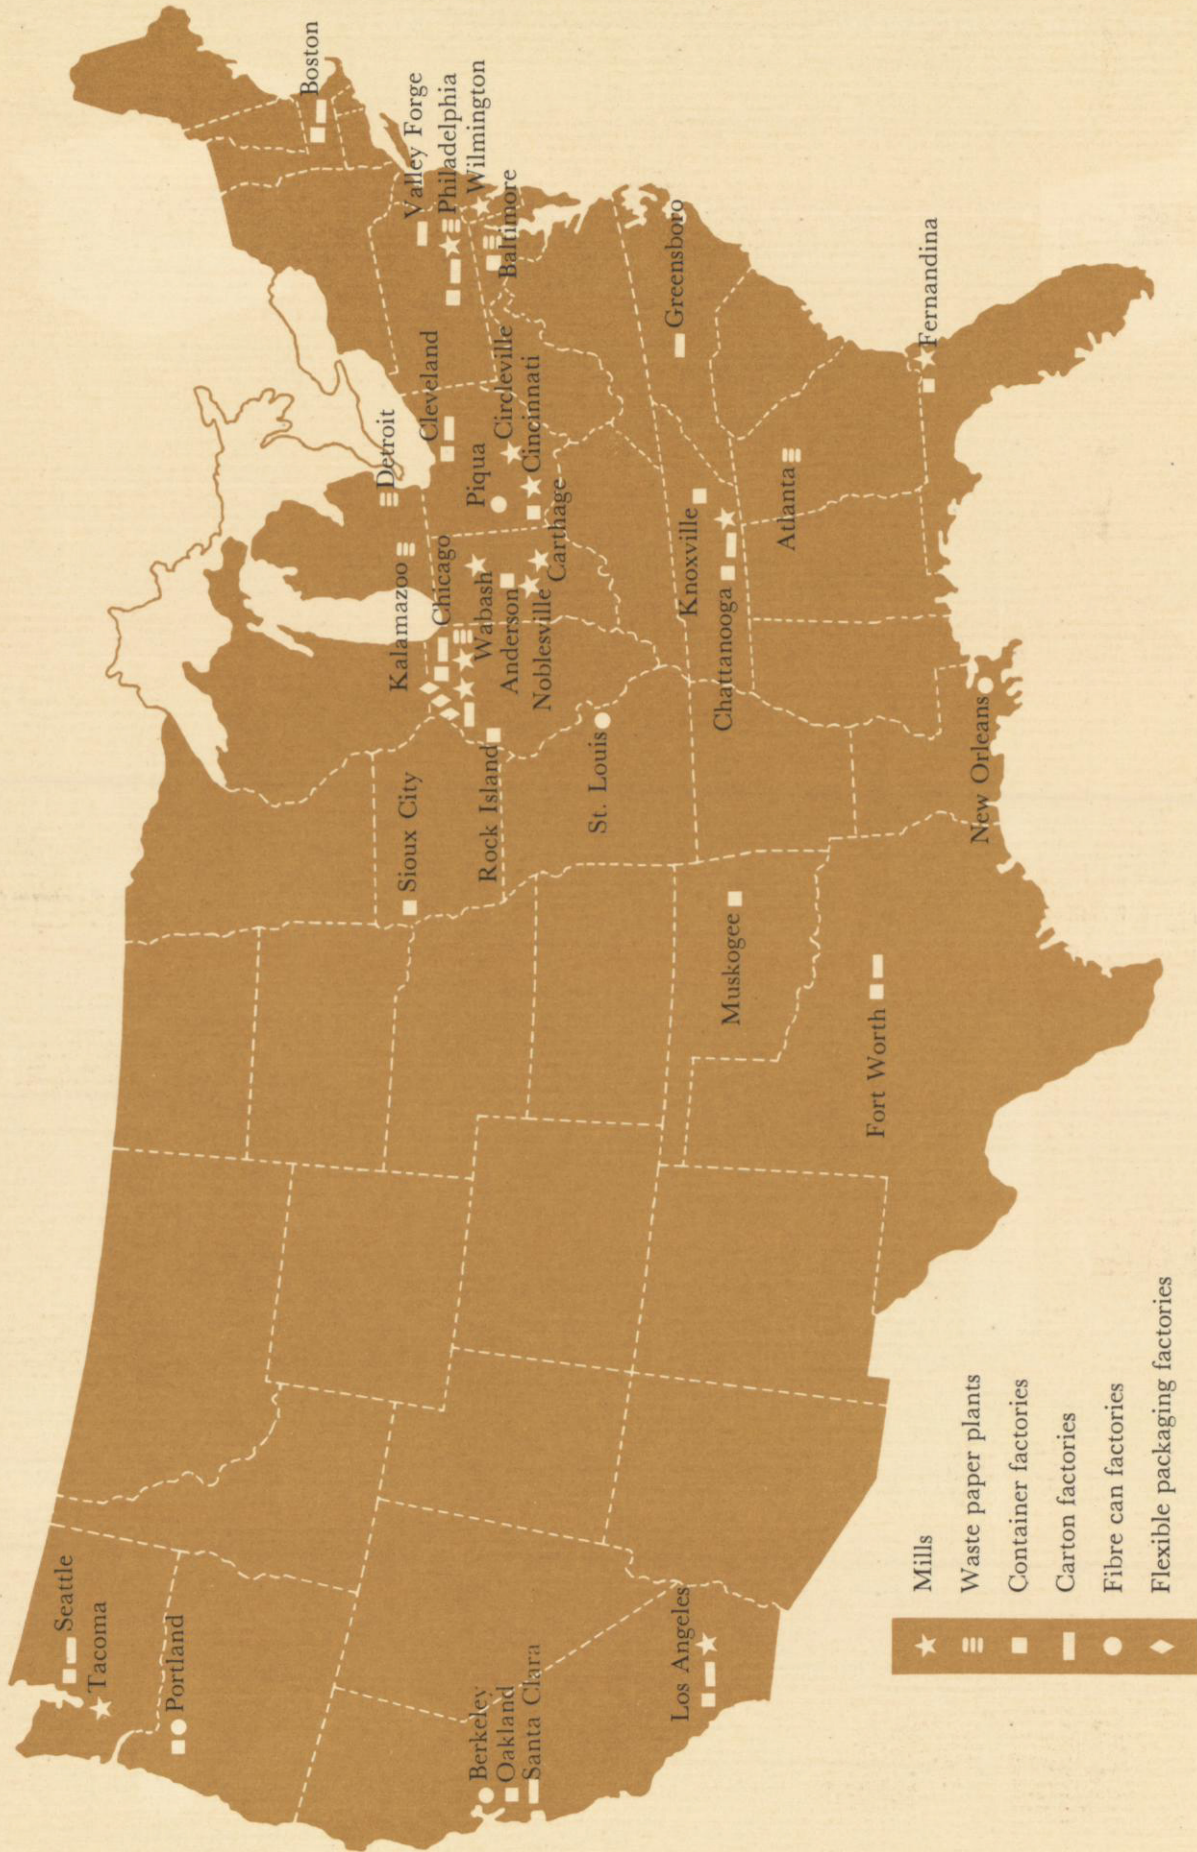 Seattle
Tacoma
Portland
Berkeley
Oakland
Santa Clara
Los Angeles
Sioux City
Rock Island
St. Louis
Muskogee
Fort Worth
New Orleans
Kalamazoo
Detroit
Chicago
Wabash
Anderson
Noblesville
Carthage
Cleveland
Piqua
Circleville
Cincinnati
Knoxville
Chattanooga
Atlanta
Boston
Valley Forge
Philadelphia
Wilmington
Baltimore
Greensboro
Fernandina
Mills
Waste paper plants
Container factories
Carton factories
Fibre can factories
Flexible packaging factories